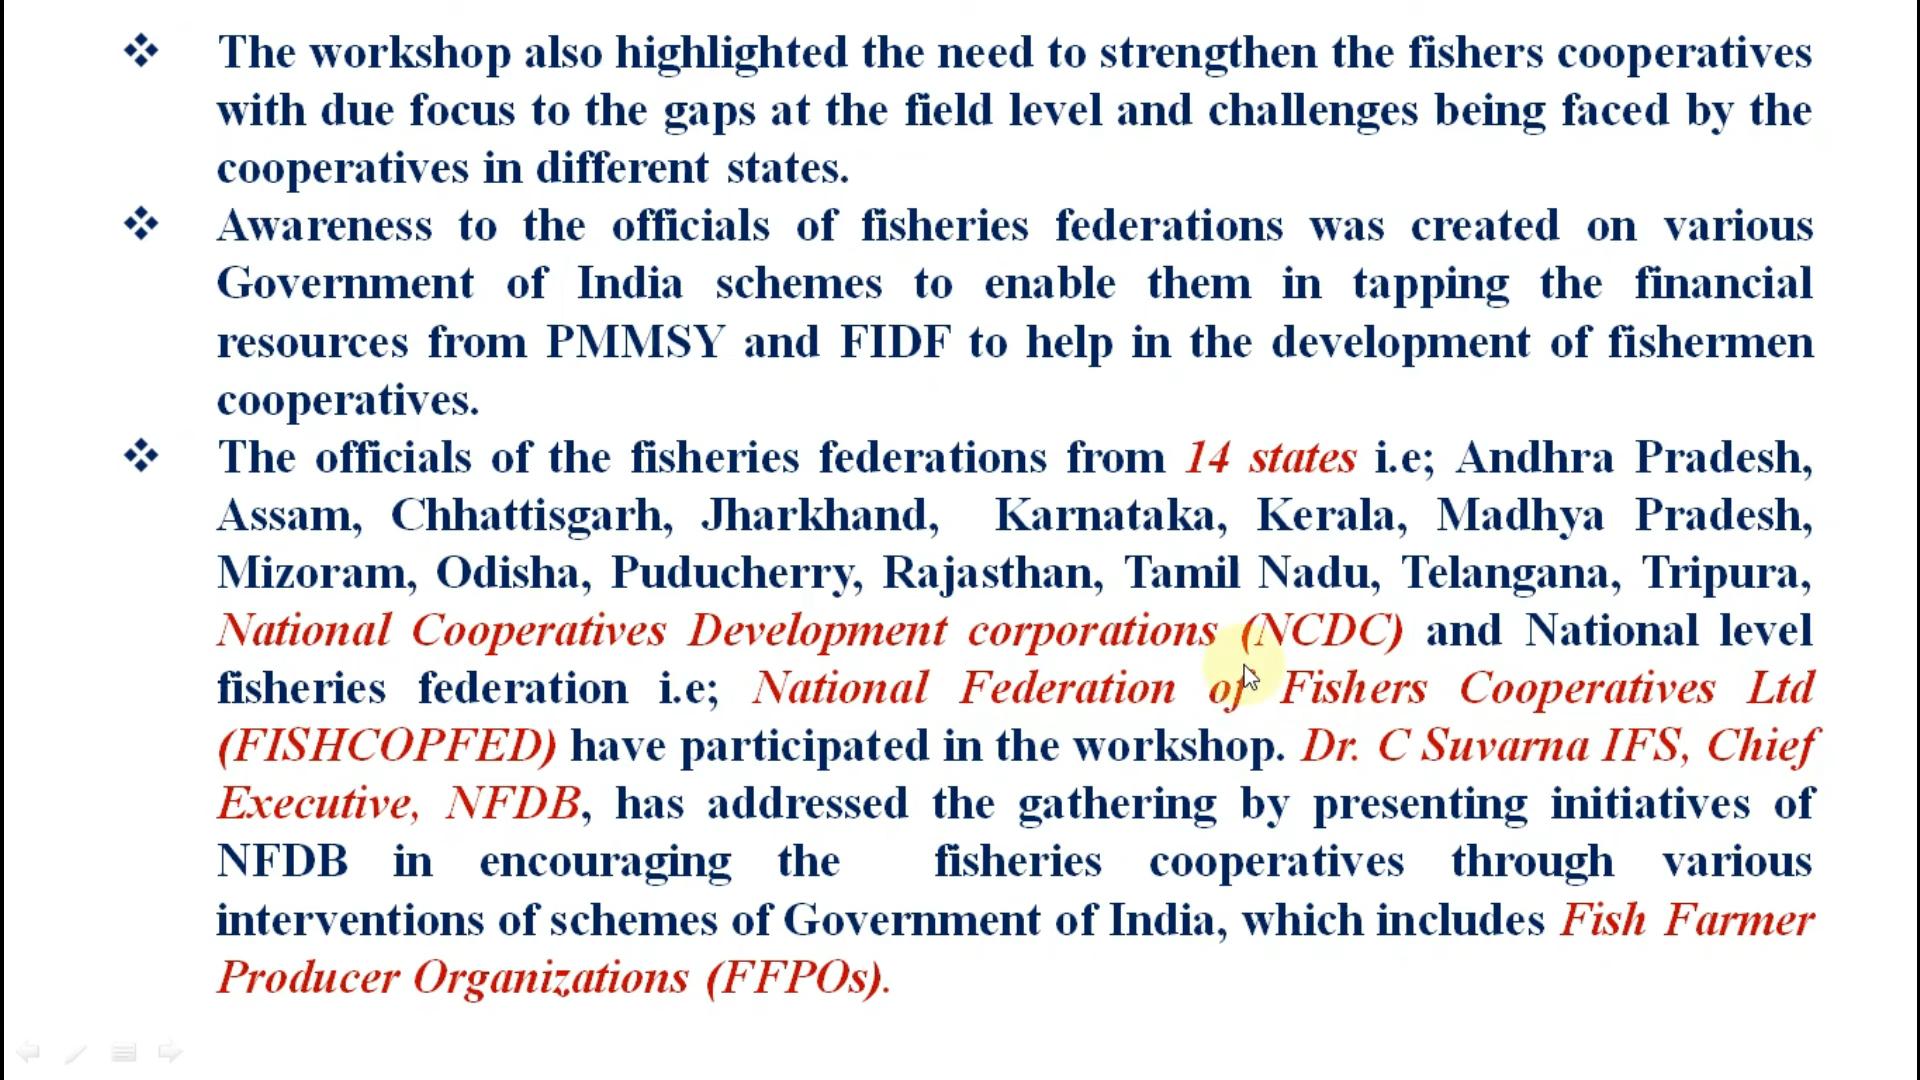 The workshop also highlighted the need to strengthen the fishers cooperatives
with due focus to the gaps at the field level and challenges being faced by the
cooperatives in different states.
Awareness to the officials of fisheries federations was created on various
Government of India schemes to enable them in tapping the financial
resources from PMMSY and FIDF to help in the development of fishermen
cooperatives.
The officials of the fisheries federations from 14 states i.e; Andhra Pradesh,
Assam, Chhattisgarh, Jharkhand, Karnataka, Kerala, Madhya Pradesh,
Mizoram, Odisha, Puducherry, Rajasthan, Tamil Nadu, Telangana, Tripura,
National Cooperatives Development corporations (NCDC) and National level
fisheries federation i.e; National Federation of Fishers Cooperatives Ltd
(FISHCOPFED) have participated in the workshop. Dr. C Suvarna IFS, Chief
Executive, NFDB, has addressed the gathering by presenting initiatives of
NFDB in encouraging the fisheries cooperatives through various
interventions of schemes of Government of India, which includes Fish Farmer
Producer Organizations (FFPOs).